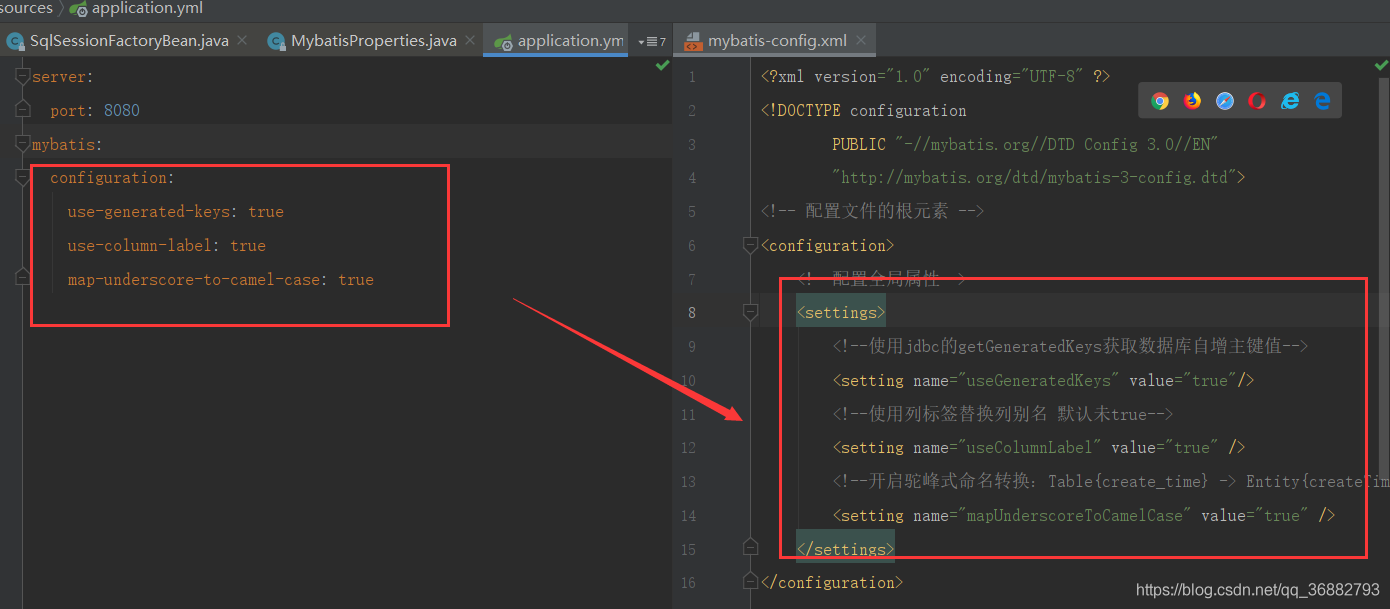 sources 〉 application.yml
SqlSessionFactoryBean.java × MybatisProperties.java × application.ym 7 mybatis-config.xml ×
server:
port: 8080
mybatis:
configuration:
use-generated-keys: true
use-column-label: true
map-underscore-to-camel-case: true
1 <?xml version="1.0" encoding="UTF-8" ?>
2 <!DOCTYPE configuration
3 PUBLIC "-//mybatis.org//DTD Config 3.0//EN"
4 "http://mybatis.org/dtd/mybatis-3-config.dtd">
5 <!-- 配置文件的根元素 -->
6 <configuration>
7 <!--配置全局属性-->
8 <settings>
9 <!--使用jdbc的getGeneratedKeys获取数据库自增主键值-->
10 <setting name="useGeneratedKeys" value="true"/>
11 <!--使用列标签替换列别名 默认未true-->
12 <setting name="useColumnLabel" value="true" />
13 <!--开启驼峰式命名转换：Table{create_time} -> Entity{createTim
14 <setting name="mapUnderscoreToCamelCase" value="true" />
15 </settings>
16 </configuration>
https://blog.csdn.net/qq_36882793